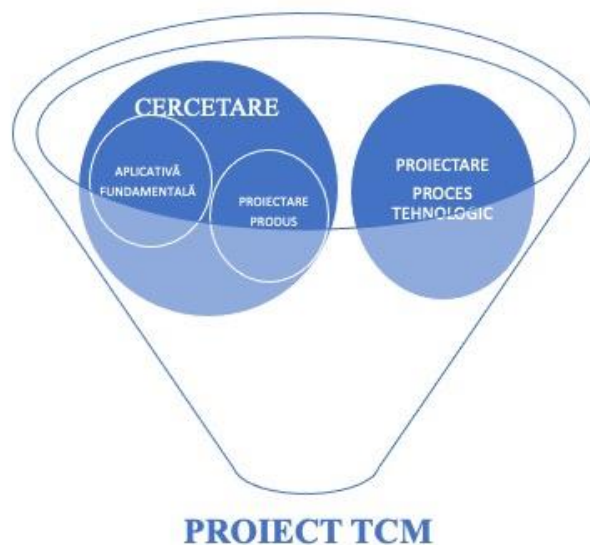 CERCETARE
APLICATIVĂ
FUNDAMENTALĂ
PROIECTARE
PRODUS
PROIECTARE
PROCES
TEHNOLOGIC
PROIECT TCM